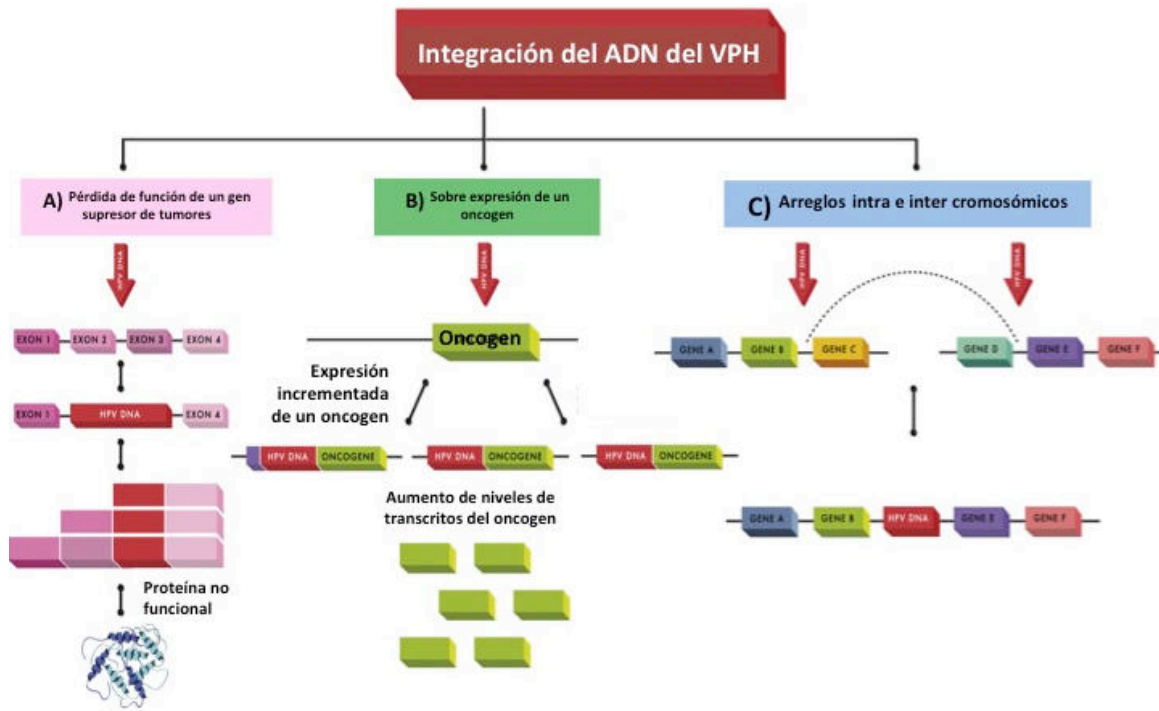 Integración del ADN del VPH
A) Pérdida de función de un gen
supresor de tumores
B) Sobre expresión de un
oncogen
C) Arreglos intra e inter cromosómicos
HPV DNA
HPV DNA
HPV DNA
HPV DNA
EXON 1 EXON 2 EXON 3 EXON 4
Oncogen
GENE A GENE B GENE C
GENE D GENE E GENE F
Expresión
incrementada
de un oncogen
EXON 1 HPV DNA EXON 4
HPV DNA ONCOGENE
HPV DNA ONCOGENE
HPV DNA ONCOGENE
Aumento de niveles de
transcritos del oncogen
GENE A GENE B HPV DNA GENE E GENE F
Proteína no
funcional